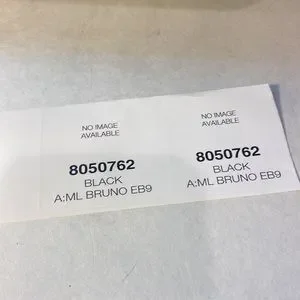 NO IMAGE
AVAILABLE
8050762
BLACK
A:ML BRUNO EB9
NO IMAGE
AVAILABLE
8050762
BLACK
A:ML BRUNO EB9